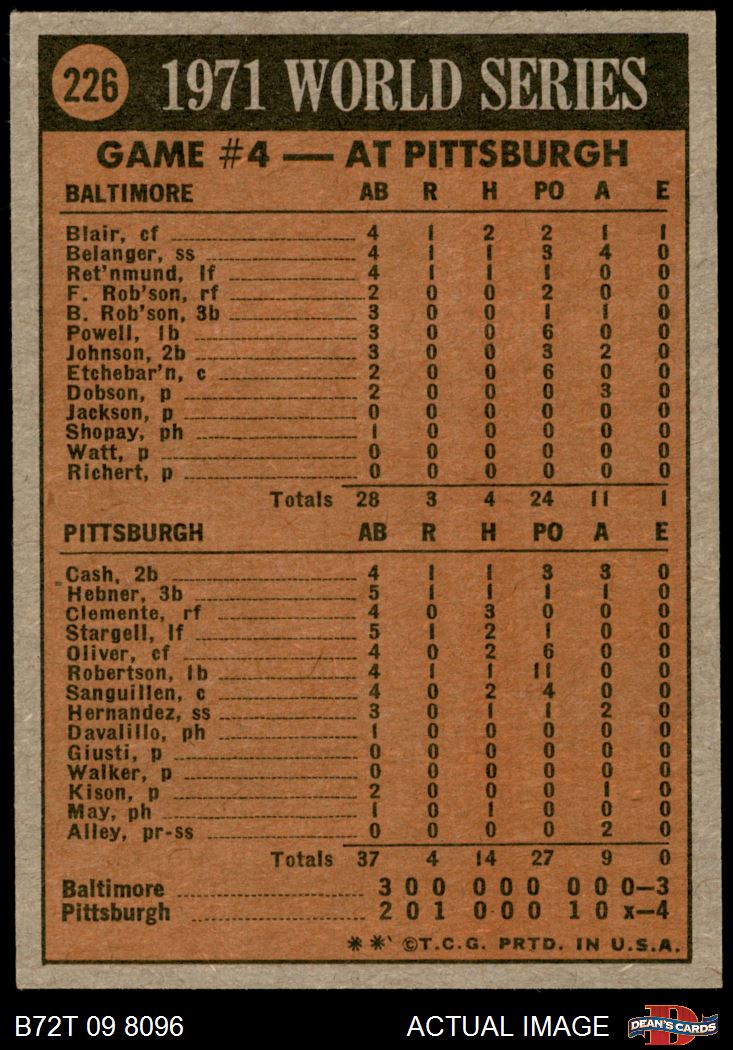 226 1971 WORLD SERIES
GAME #4 — AT PITTSBURGH
BALTIMORE AB R H PO A E
Blair, cf 4 1 2 2 1 1
Belanger, ss 4 1 1 3 4 0
Ret'nmund, lf 4 1 1 1 0 0
F. Rob'son, rf 2 0 0 2 0 0
B. Rob'son, 3b 3 0 0 1 1 0
Powell, 1b 3 0 0 6 0 0
Johnson, 2b 3 0 0 3 2 0
Etchebar'n, c 2 0 0 6 0 0
Dobson, p 2 0 0 0 3 0
Jackson, p 0 0 0 0 0 0
Shopay, ph 1 0 0 0 0 0
Watt, p 0 0 0 0 0 0
Richert, p 0 0 0 0 0 0
Totals 28 3 4 24 11 1
PITTSBURGH AB R H PO A E
Cash, 2b 4 1 1 3 3 0
Hebner, 3b 5 1 1 1 1 0
Clemente, rf 4 0 3 0 0 0
Stargell, lf 5 1 2 1 0 0
Oliver, cf 4 0 2 6 0 0
Robertson, 1b 4 1 1 11 0 0
Sanguillen, c 4 0 2 4 0 0
Hernandez, ss 3 0 1 1 2 0
Davalillo, ph 1 0 0 0 0 0
Giusti, p 0 0 0 0 0 0
Walker, p 0 0 0 0 0 0
Kison, p 2 0 0 0 1 0
May, ph 1 0 1 0 0 0
Alley, pr-ss 0 0 0 0 2 0
Totals 37 4 14 27 9 0
Baltimore 3 0 0 0 0 0 0 0 0—3
Pittsburgh 2 0 1 0 0 0 1 0 x—4
** ©T.C.G. PRTD. IN U.S.A.
B72T 09 8096 ACTUAL IMAGE DEAN'S CARDS